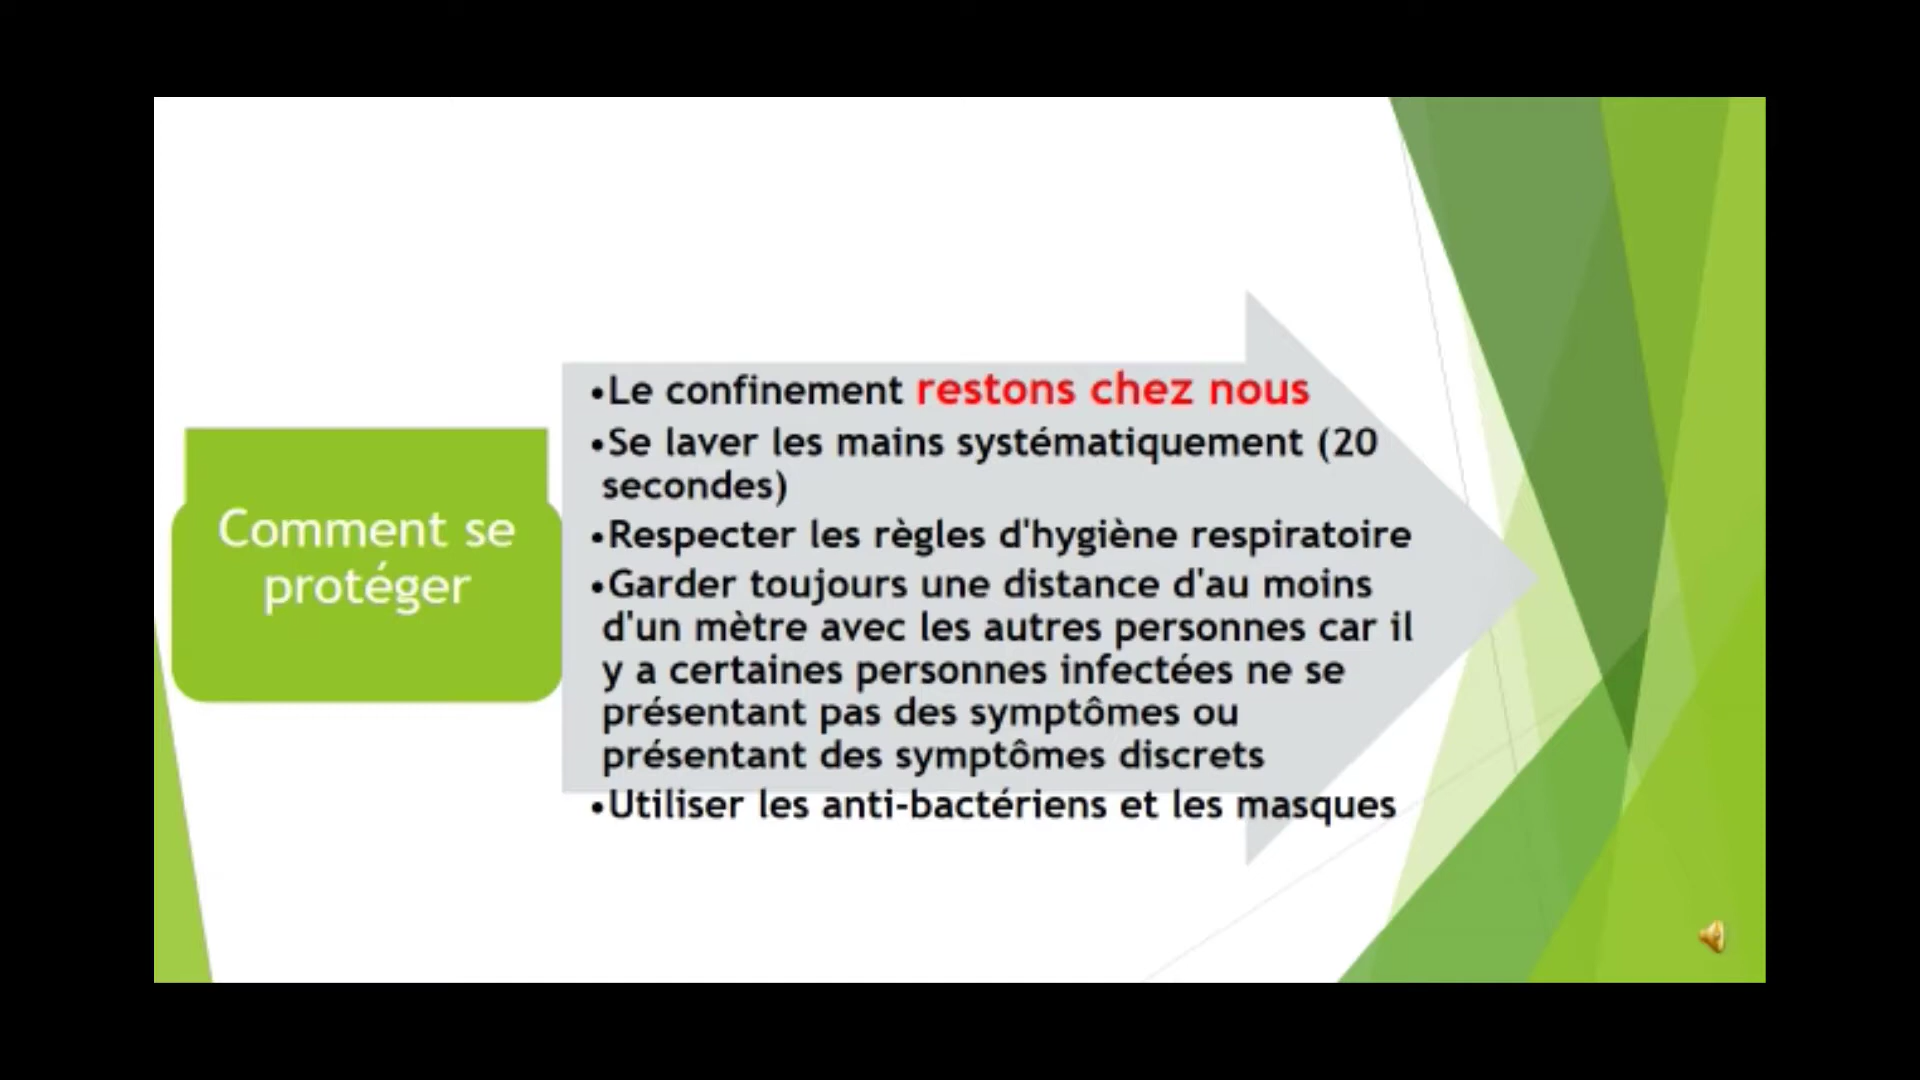 Comment se
protéger
•Le confinement restons chez nous
•Se laver les mains systématiquement (20
secondes)
•Respecter les règles d'hygiène respiratoire
•Garder toujours une distance d'au moins
d'un mètre avec les autres personnes car il
y a certaines personnes infectées ne se
présentant pas des symptômes ou
présentant des symptômes discrets
•Utiliser les anti-bactériens et les masques